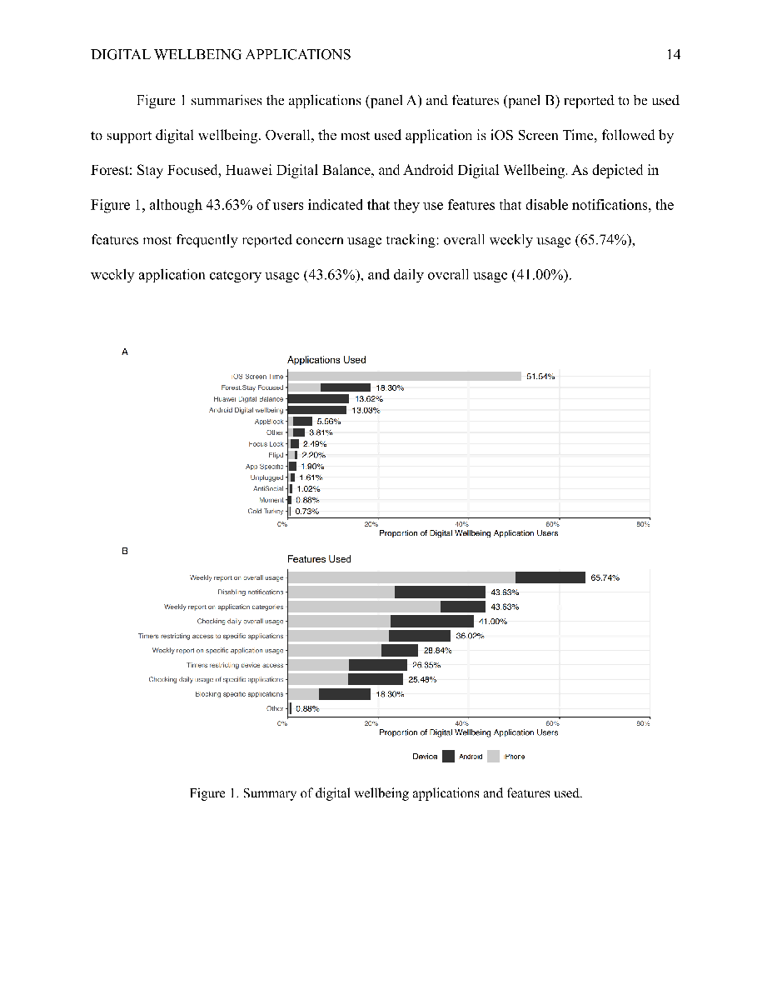 DIGITAL WELLBEING APPLICATIONS 14
Figure 1 summarises the applications (panel A) and features (panel B) reported to be used
to support digital wellbeing. Overall, the most used application is iOS Screen Time, followed by
Forest: Stay Focused, Huawei Digital Balance, and Android Digital Wellbeing. As depicted in
Figure 1, although 43.63% of users indicated that they use features that disable notifications, the
features most frequently reported concern usage tracking: overall weekly usage (65.74%),
weekly application category usage (43.63%), and daily overall usage (41.00%).
A
Applications Used
iOS Screen Time 51.54%
Forest:Stay Focused 18.30%
Huawei Digital Balance 13.62%
Android Digital wellbeing 13.03%
AppBlock 5.56%
Other 3.81%
Focus Lock 2.49%
Flipd 2.20%
App Specific 1.90%
Unplugged 1.61%
AntiSocial 1.02%
Moment 0.88%
Cold Turkey 0.73%
0% 20% 40% 60% 80%
Proportion of Digital Wellbeing Application Users
B
Features Used
Weekly report on overall usage 65.74%
Disabling notifications 43.63%
Weekly report on application categories 43.63%
Checking daily overall usage 41.00%
Timers restricting access to specific applications 36.02%
Weekly report on specific application usage 28.84%
Timers restricting device access 26.35%
Checking daily usage of specific applications 25.48%
Blocking specific applications 18.30%
Other 0.88%
0% 20% 40% 60% 80%
Proportion of Digital Wellbeing Application Users
Device Android iPhone
Figure 1. Summary of digital wellbeing applications and features used.